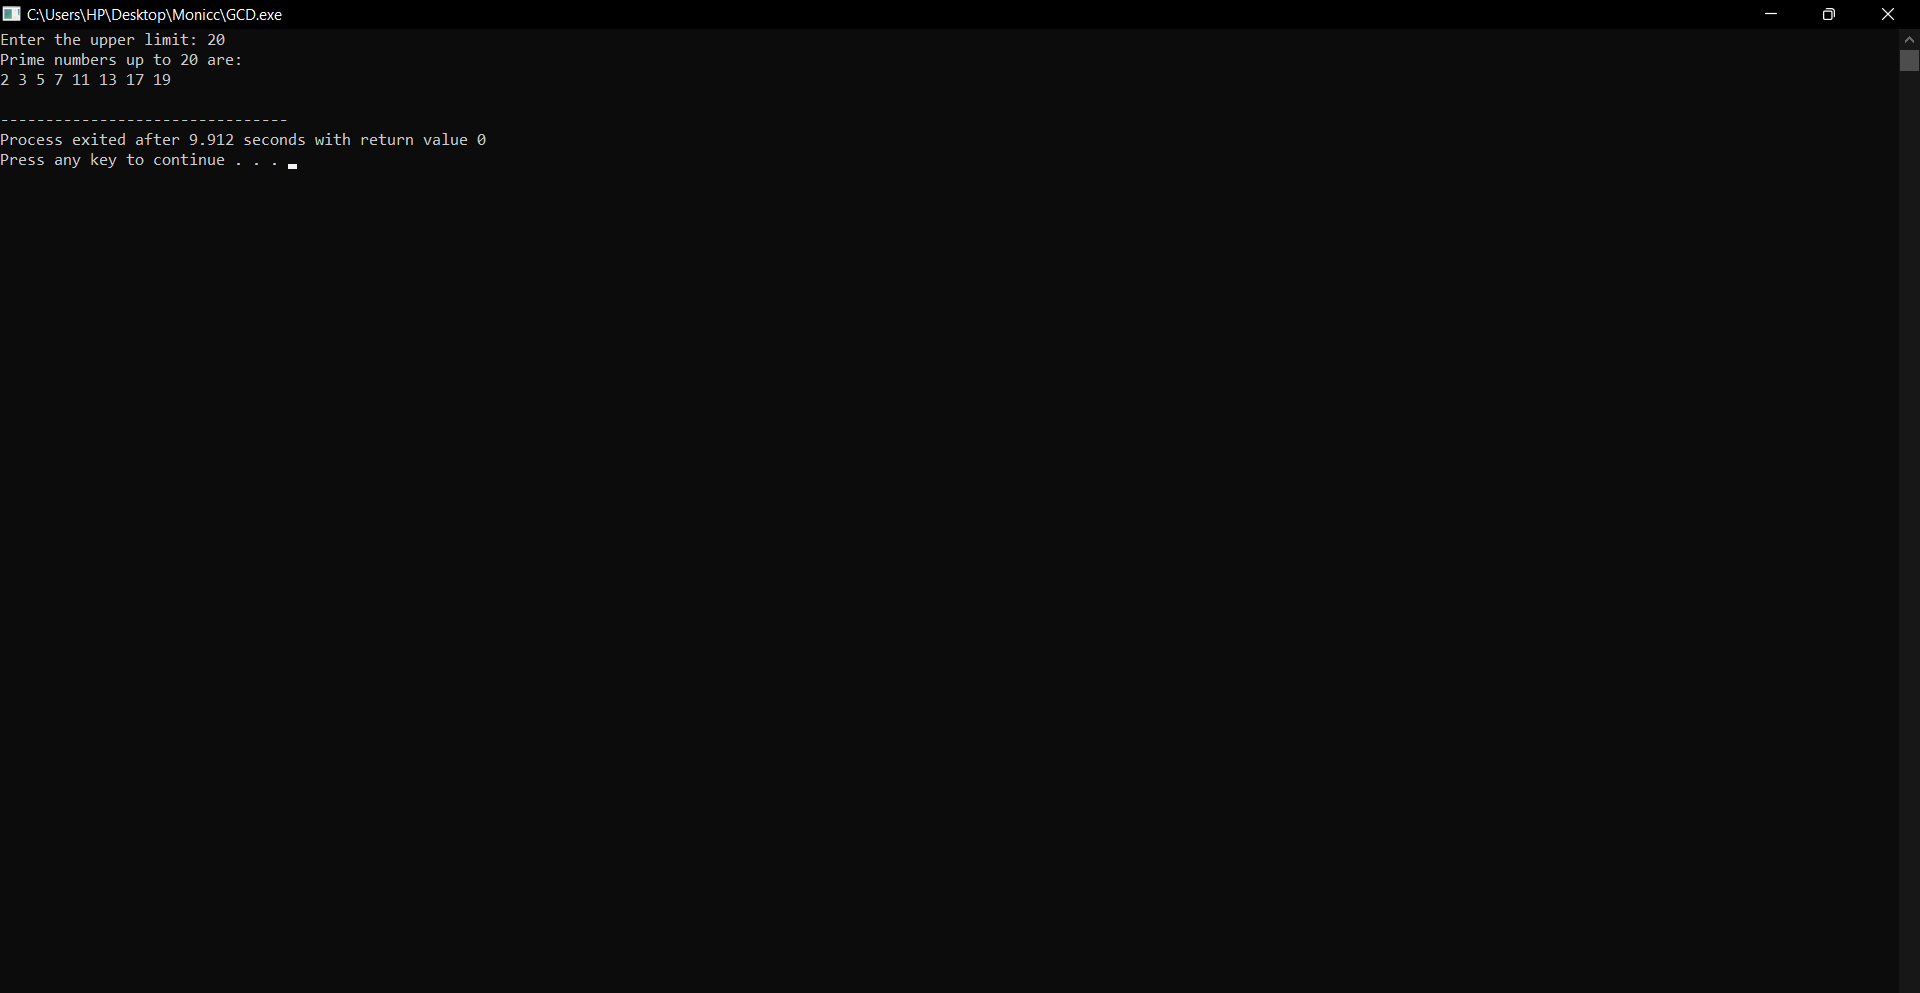 C:\Users\HP\Desktop\Monicc\GCD.exe
Enter the upper limit: 20
Prime numbers up to 20 are:
2 3 5 7 11 13 17 19
--------------------------------
Process exited after 9.912 seconds with return value 0
Press any key to continue . . .